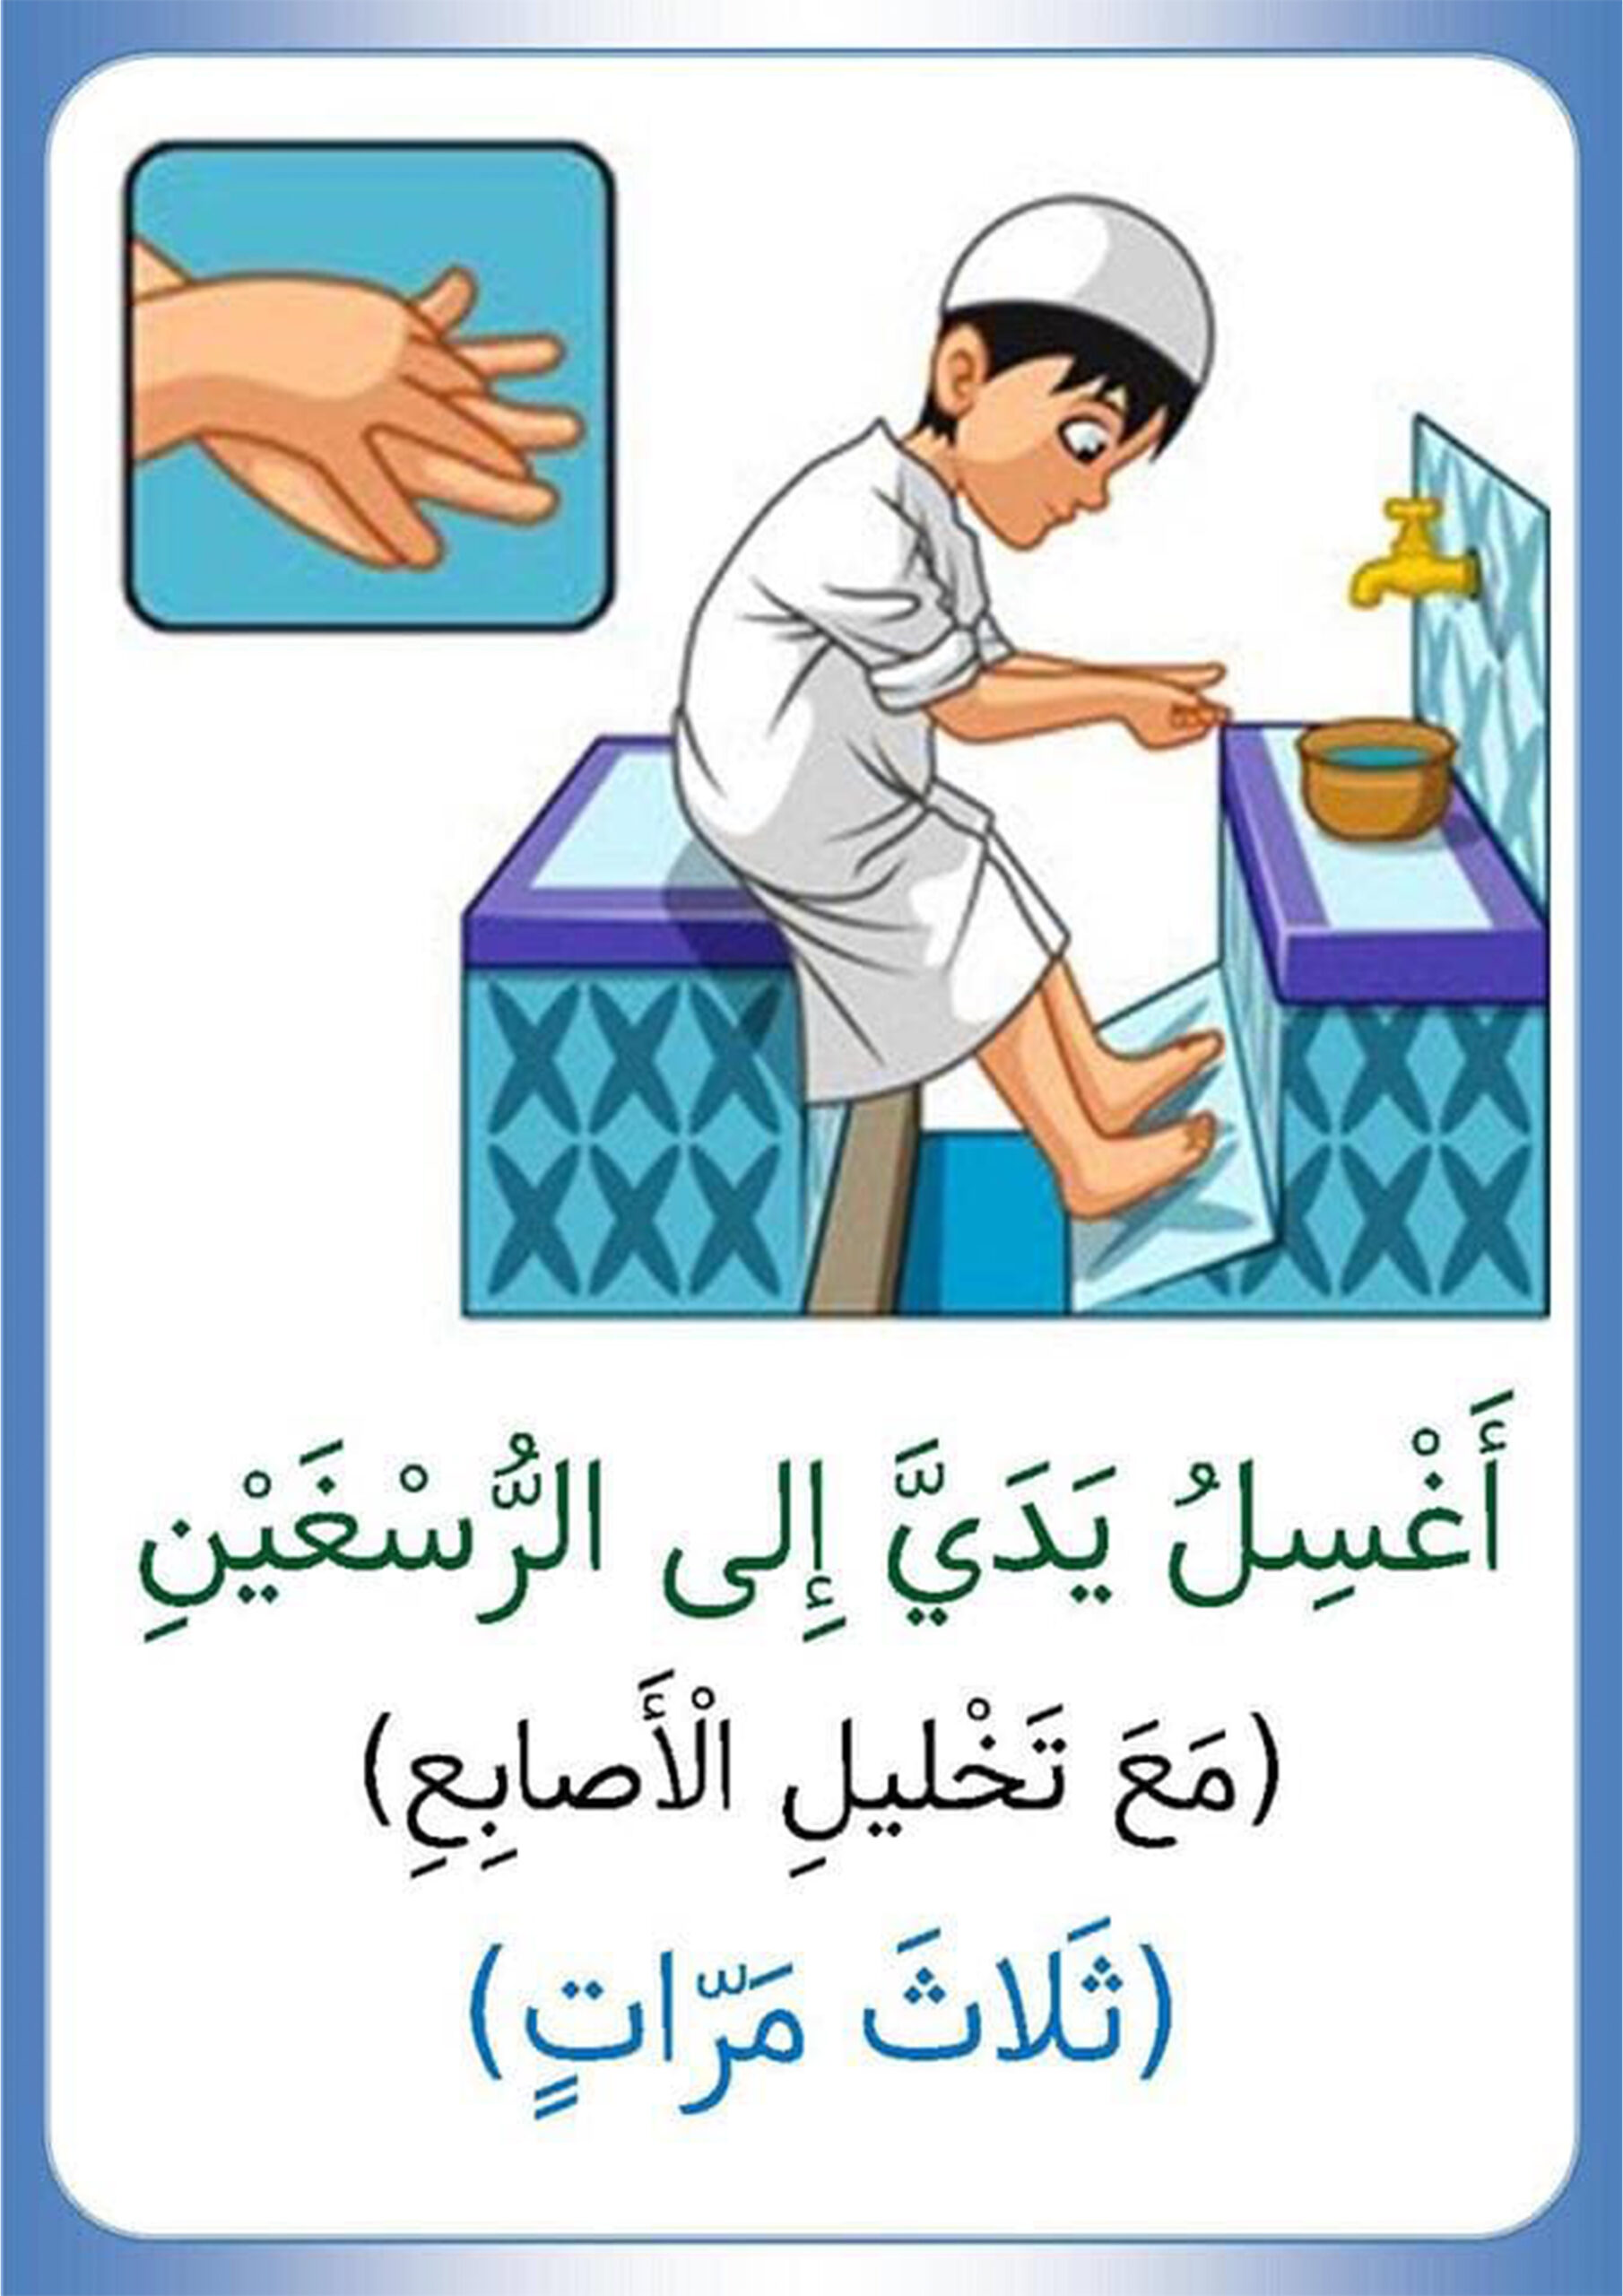 أَغْسِلُ يَدَيَّ إِلى الرُّسْغَيْنِ
(مَعَ تَخْليلِ الْأَصابِعِ)
(ثَلاثَ مَرّاتٍ)